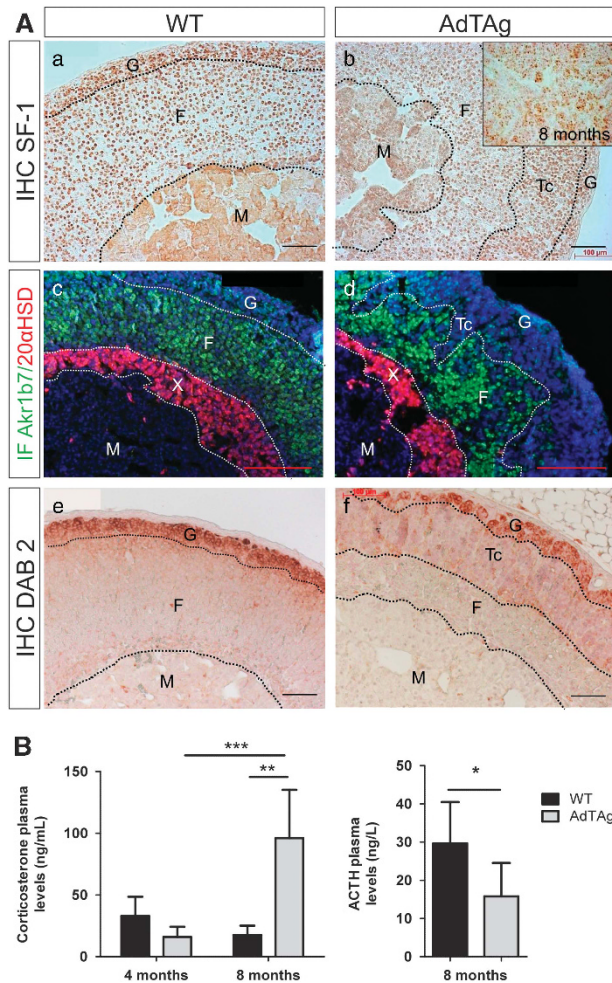 A
WT
AdTAg
IHC SF-1
a
G
F
M
b
F
M
Tc
G
8 months
100 µm
IF Akr1b7/20αHSD
c
G
F
X
M
d
G
Tc
X
F
M
IHC DAB 2
e
G
F
M
f
G
Tc
F
M
B
Corticosterone plasma
levels (ng/mL)
150
100
50
0
***
**
4 months
8 months
ACTH plasma
levels (ng/L)
50
40
30
20
10
0
*
8 months
WT
AdTAg